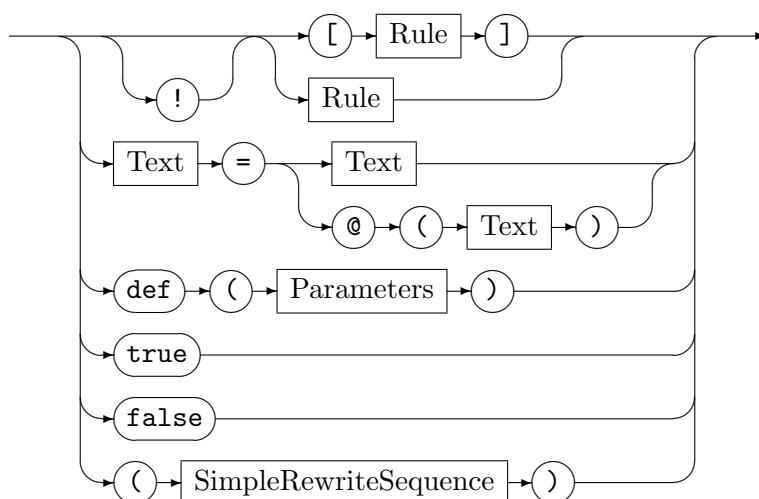 [ Rule ]
! Rule
Text = Text
@ ( Text )
def ( Parameters )
true
false
( SimpleRewriteSequence )